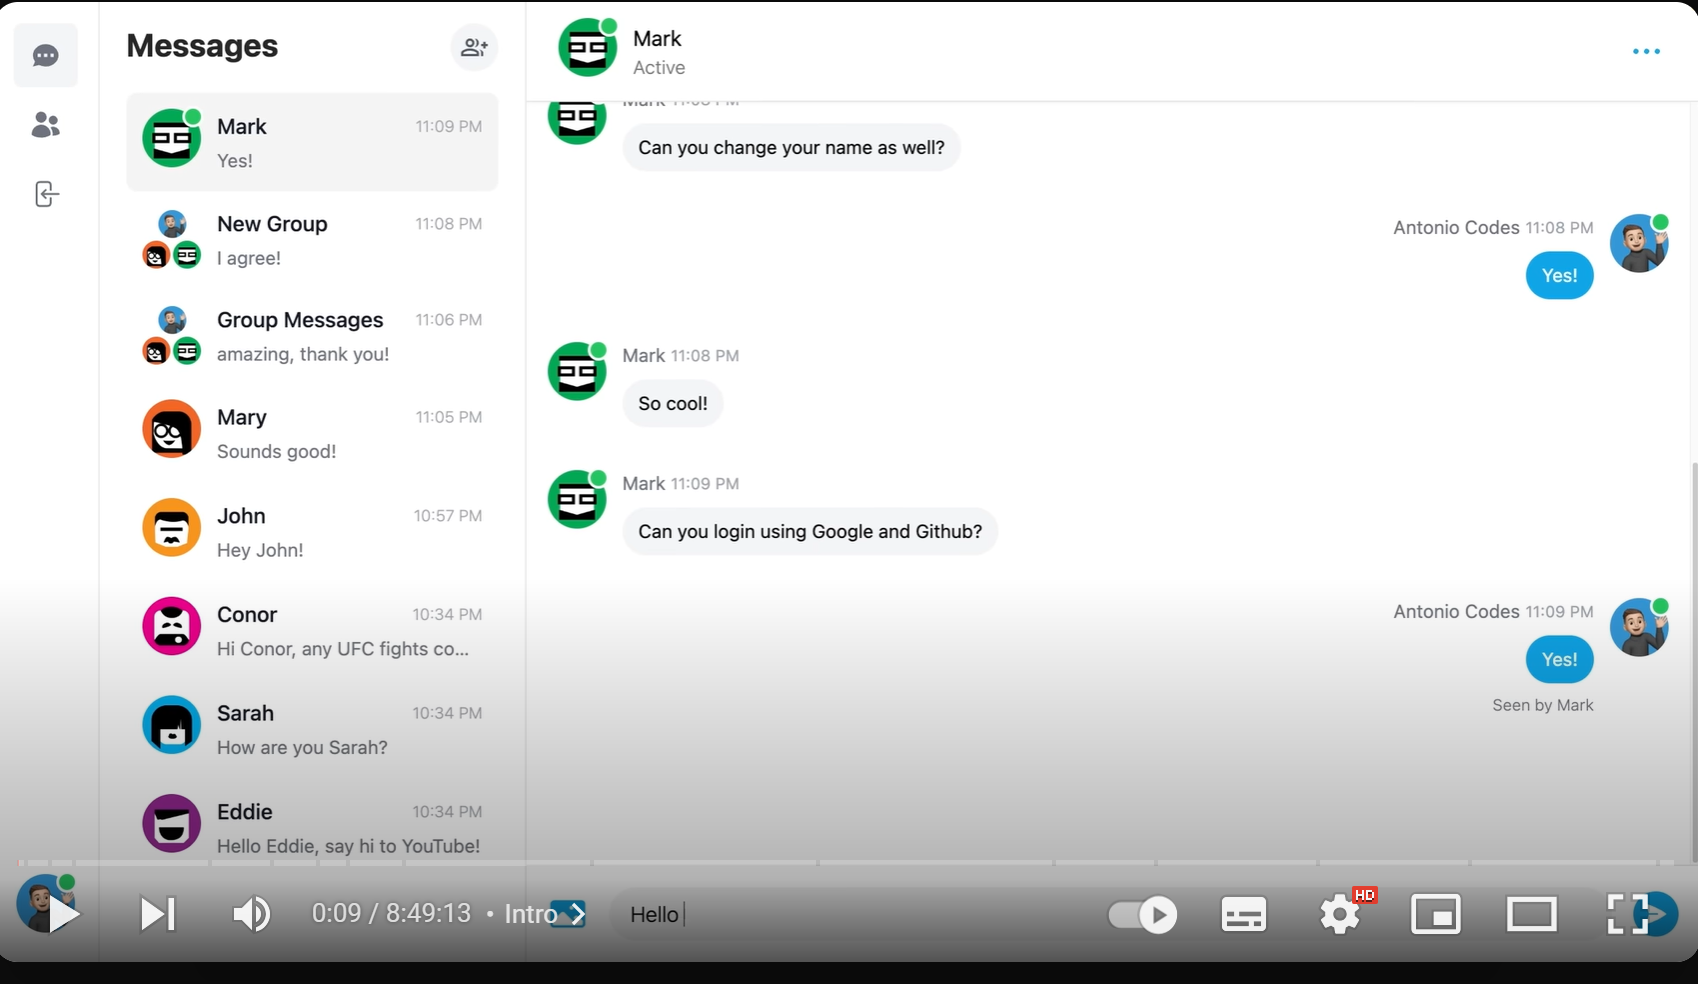 Messages
Mark
11:09 PM
Yes!
New Group
11:08 PM
I agree!
Group Messages
11:06 PM
amazing, thank you!
Mary
11:05 PM
Sounds good!
John
10:57 PM
Hey John!
Conor
10:34 PM
Hi Conor, any UFC fights co...
Sarah
10:34 PM
How are you Sarah?
Eddie
10:34 PM
Hello Eddie, say hi to YouTube!
Mark
Active
Mark 11:08 PM
Can you change your name as well?
Antonio Codes 11:08 PM
Yes!
Mark 11:08 PM
So cool!
Mark 11:09 PM
Can you login using Google and Github?
Antonio Codes 11:09 PM
Yes!
Seen by Mark
0:09 / 8:49:13 • Intro
Hello
HD